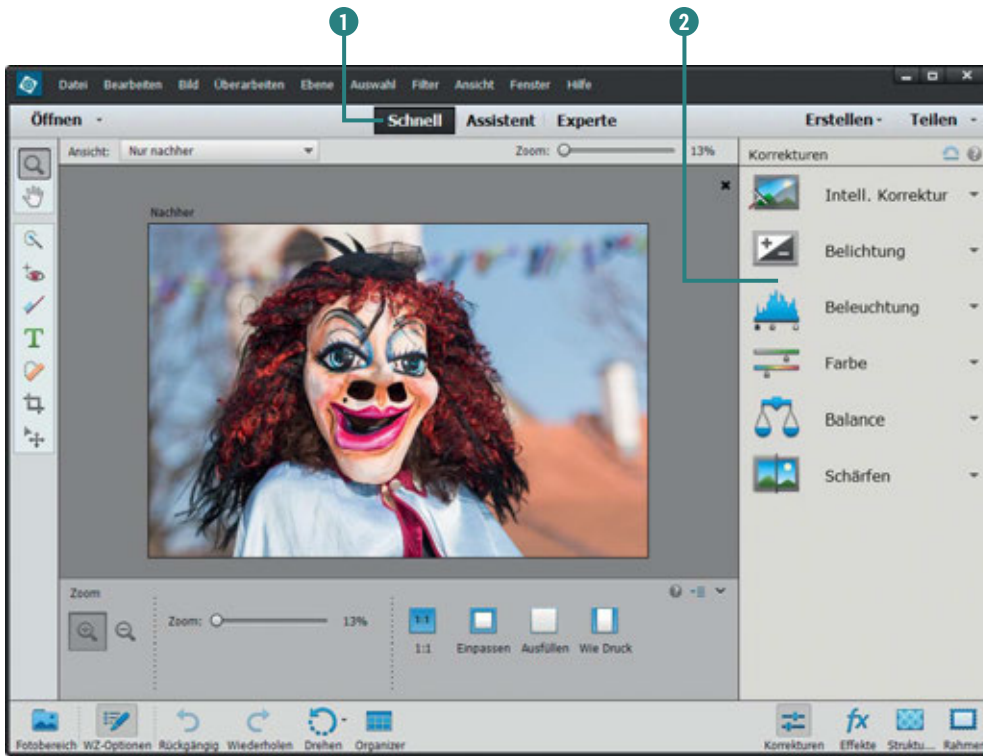 1 2
Datei Bearbeiten Bild Überarbeiten Ebene Auswahl Filter Ansicht Fenster Hilfe
Öffnen Schnell Assistent Experte Erstellen Teilen
Ansicht: Nur nachher Zoom: 13% Korrekturen
Nachher
Intell. Korrektur
Belichtung
Beleuchtung
Farbe
Balance
Schärfen
Zoom
Zoom: 13%
1:1
1:1 Einpassen Ausfüllen Wie Druck
Fotobereich WZ-Optionen Rückgängig Wiederholen Drehen Organizer Korrekturen Effekte Struktu... Rahmen